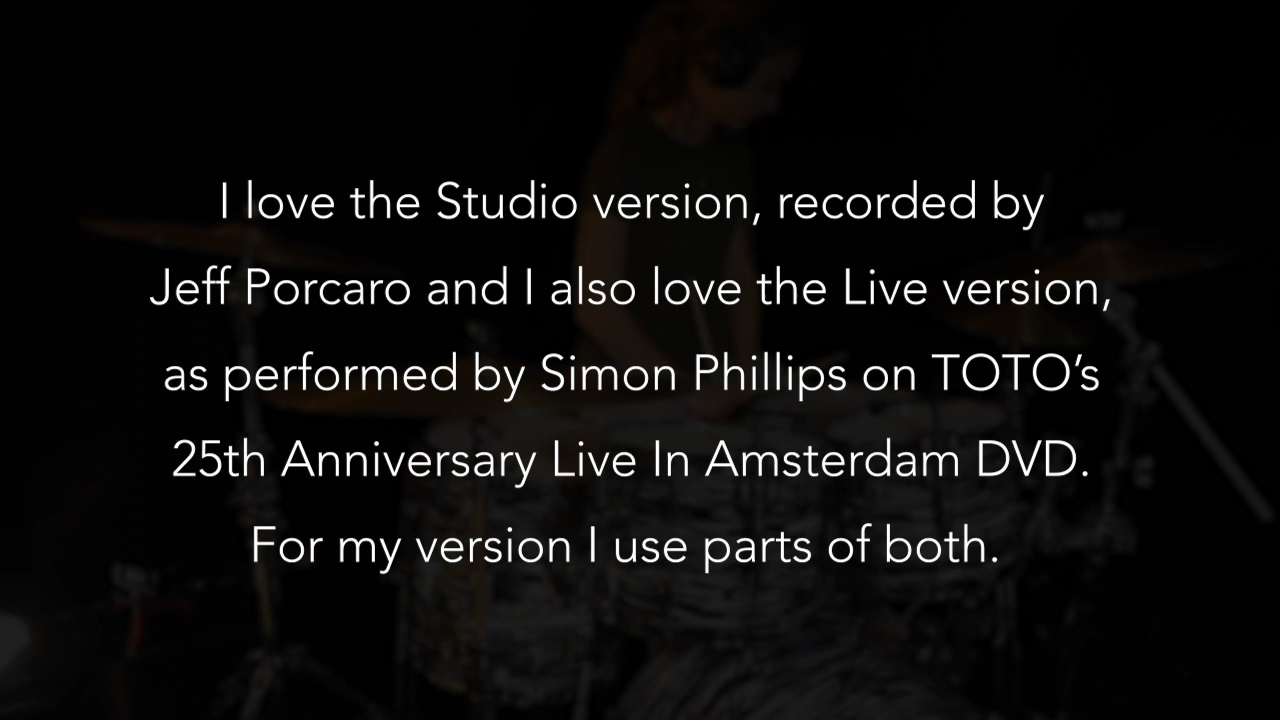 I love the Studio version, recorded by
Jeff Porcaro and I also love the Live version,
as performed by Simon Phillips on TOTO’s
25th Anniversary Live In Amsterdam DVD.
For my version I use parts of both.